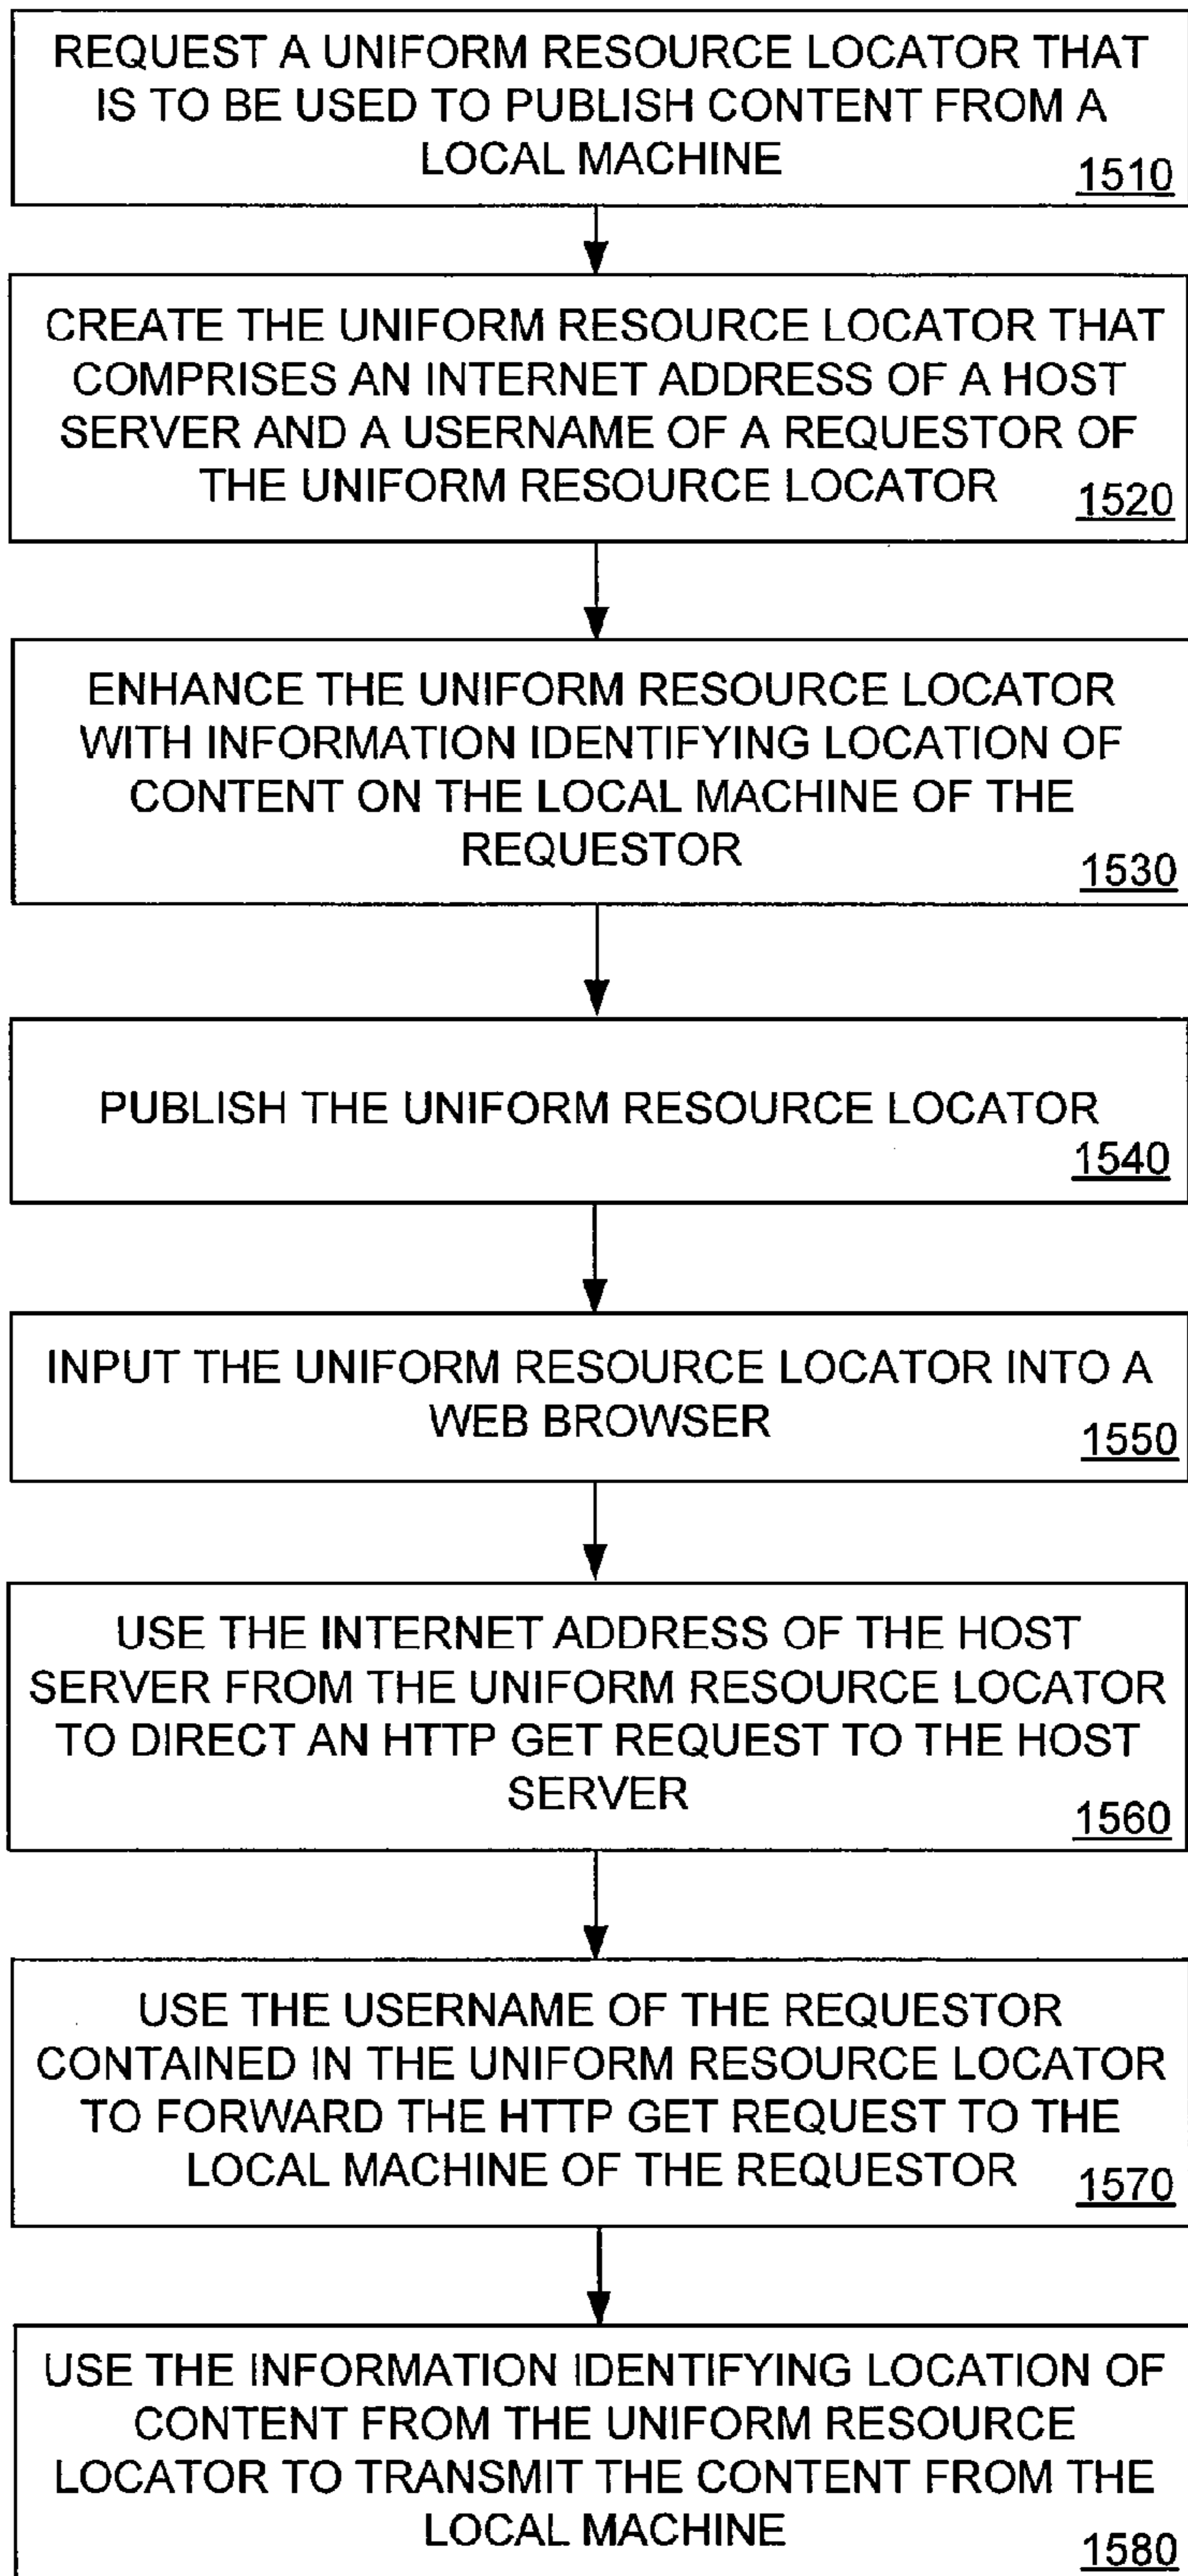 REQUEST A UNIFORM RESOURCE LOCATOR THAT
IS TO BE USED TO PUBLISH CONTENT FROM A
LOCAL MACHINE
1510
CREATE THE UNIFORM RESOURCE LOCATOR THAT
COMPRISES AN INTERNET ADDRESS OF A HOST
SERVER AND A USERNAME OF A REQUESTOR OF
THE UNIFORM RESOURCE LOCATOR
1520
ENHANCE THE UNIFORM RESOURCE LOCATOR
WITH INFORMATION IDENTIFYING LOCATION OF
CONTENT ON THE LOCAL MACHINE OF THE
REQUESTOR
1530
PUBLISH THE UNIFORM RESOURCE LOCATOR
1540
INPUT THE UNIFORM RESOURCE LOCATOR INTO A
WEB BROWSER
1550
USE THE INTERNET ADDRESS OF THE HOST
SERVER FROM THE UNIFORM RESOURCE LOCATOR
TO DIRECT AN HTTP GET REQUEST TO THE HOST
SERVER
1560
USE THE USERNAME OF THE REQUESTOR
CONTAINED IN THE UNIFORM RESOURCE LOCATOR
TO FORWARD THE HTTP GET REQUEST TO THE
LOCAL MACHINE OF THE REQUESTOR
1570
USE THE INFORMATION IDENTIFYING LOCATION OF
CONTENT FROM THE UNIFORM RESOURCE
LOCATOR TO TRANSMIT THE CONTENT FROM THE
LOCAL MACHINE
1580